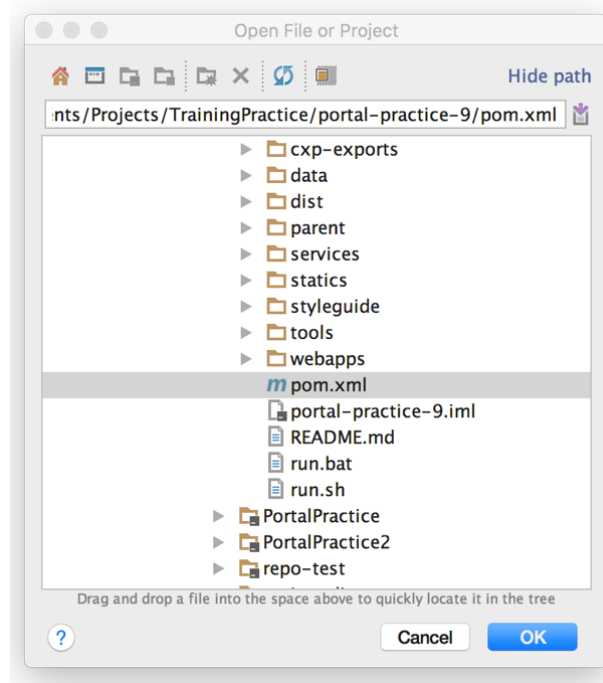 Open File or Project
Hide path
nts/Projects/TrainingPractice/portal-practice-9/pom.xml
cxp-exports
data
dist
parent
services
statics
styleguide
tools
webapps
m pom.xml
portal-practice-9.iml
README.md
run.bat
run.sh
PortalPractice
PortalPractice2
repo-test
Drag and drop a file into the space above to quickly locate it in the tree
? Cancel OK